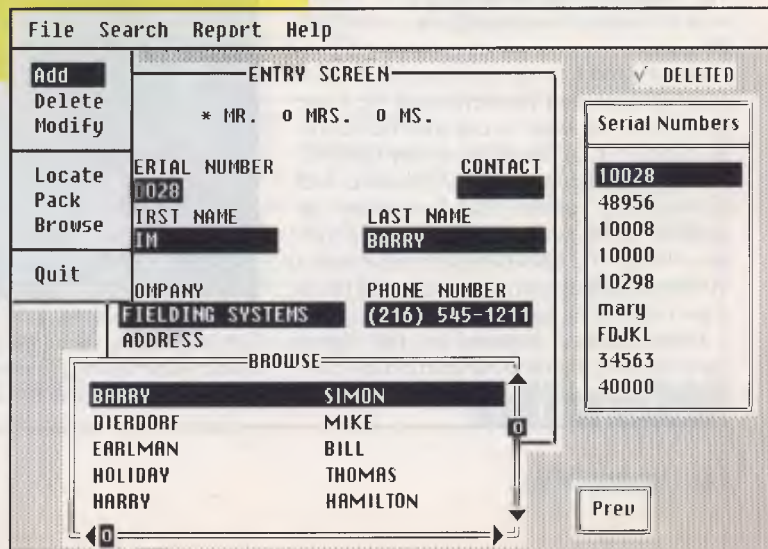 File Search Report Help
Add
Delete
Modify
Locate
Pack
Browse
Quit
ENTRY SCREEN
* MR. o MRS. o MS.
ERIAL NUMBER CONTACT
0028
IRST NAME LAST NAME
IM BARRY
OMPANY PHONE NUMBER
FIELDING SYSTEMS (216) 545-1211
ADDRESS
BROWSE
BARRY SIMON
DIERDORF MIKE
EARLMAN BILL
HOLIDAY THOMAS
HARRY HAMILTON
√ DELETED
Serial Numbers
10028
48956
10008
10000
10298
mary
FDJKL
34563
40000
Prev